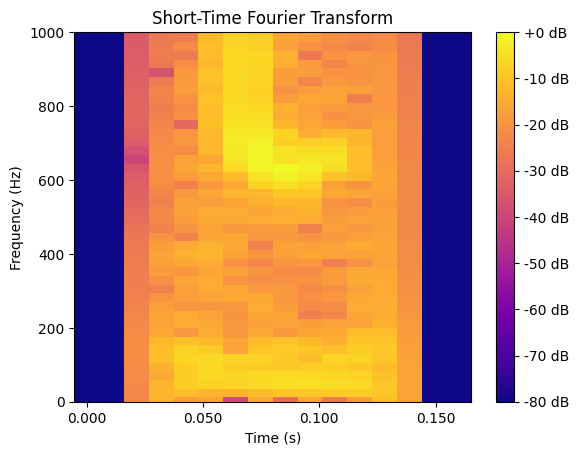 Short-Time Fourier Transform
1000
800
600
400
200
0
Frequency (Hz)
0.000
0.050
0.100
0.150
Time (s)
+0 dB
-10 dB
-20 dB
-30 dB
-40 dB
-50 dB
-60 dB
-70 dB
-80 dB